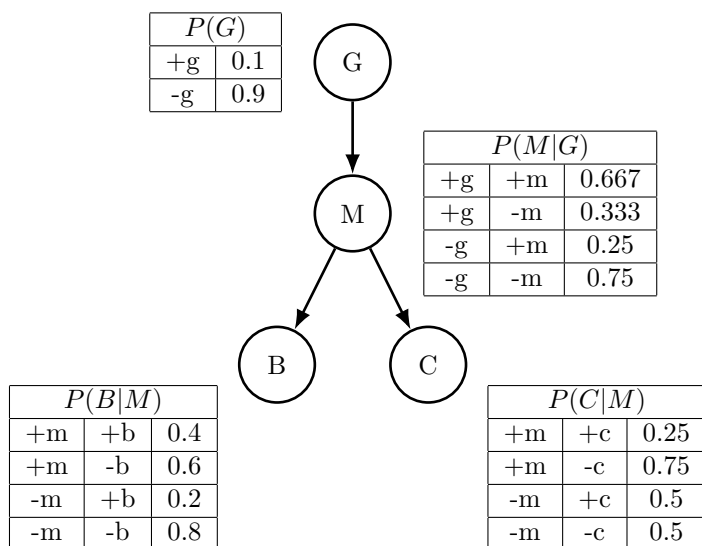 P(G)
+g 0.1
-g 0.9
G
P(M|G)
+g +m 0.667
+g -m 0.333
-g +m 0.25
-g -m 0.75
M
B
C
P(B|M)
+m +b 0.4
+m -b 0.6
-m +b 0.2
-m -b 0.8
P(C|M)
+m +c 0.25
+m -c 0.75
-m +c 0.5
-m -c 0.5